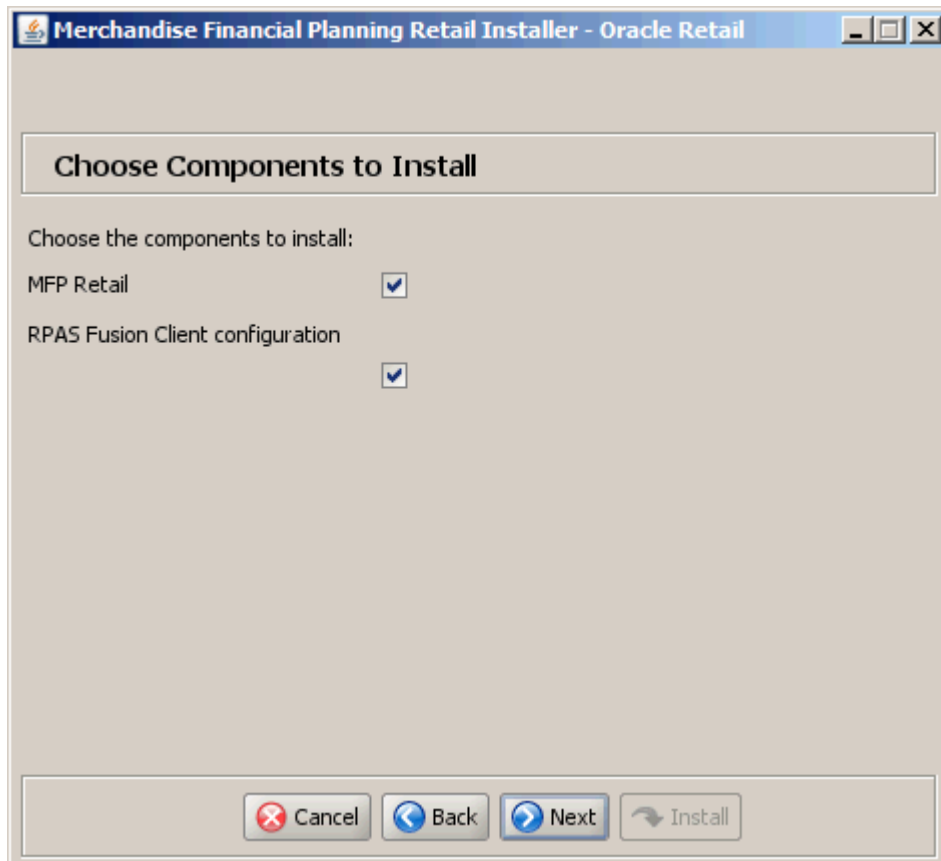 Merchandise Financial Planning Retail Installer - Oracle Retail
Choose Components to Install
Choose the components to install:
MFP Retail
RPAS Fusion Client configuration
Cancel Back Next Install